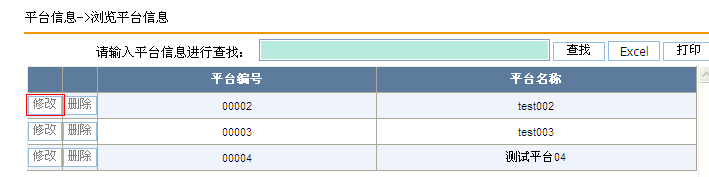 平台信息->浏览平台信息
请输入平台信息进行查找: 查找 Excel 打印
平台编号 平台名称
修改 删除 00002 test002
修改 删除 00003 test003
修改 删除 00004 测试平台04